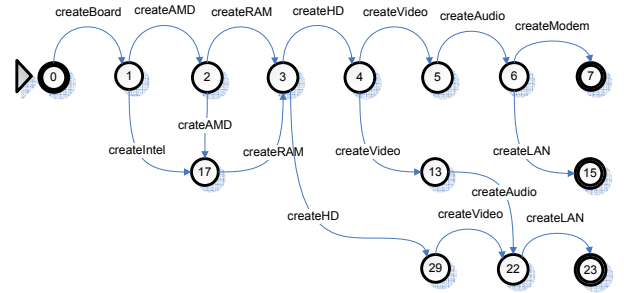 createBoard createAMD createRAM createHD createVideo createAudio createModem
0 1 2 3 4 5 6 7
crateAMD
createIntel createRAM createVideo createLAN
17 13 15
createAudio
createHD createVideo createLAN
29 22 23